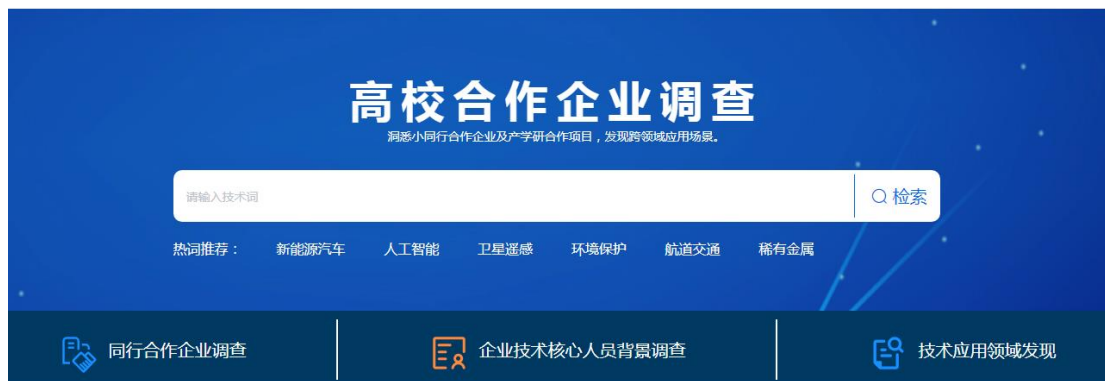 高校合作企业调查
洞悉小同行合作企业及产学研合作项目，发现跨领域应用场景。
请输入技术词
检索
热词推荐： 新能源汽车 人工智能 卫星遥感 环境保护 航道交通 稀有金属
同行合作企业调查 企业技术核心人员背景调查 技术应用领域发现